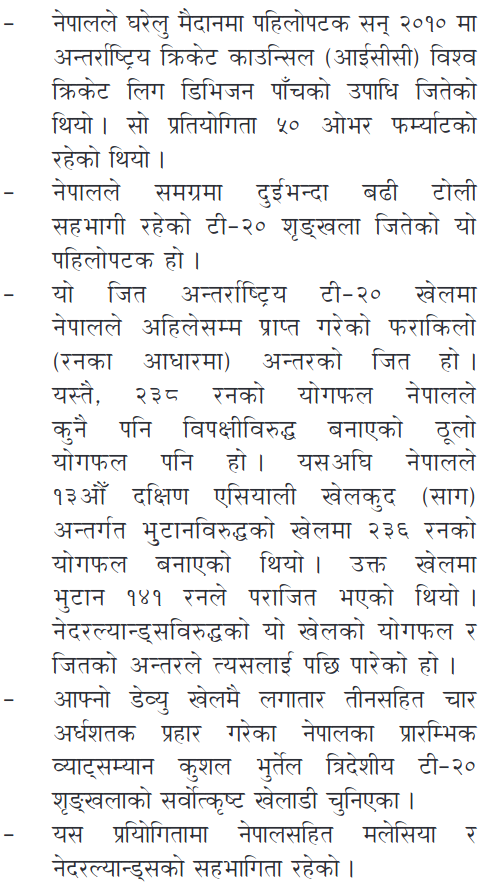 – नेपालले घरेलु मैदानमा पहिलोपटक सन् २०१० मा
अन्तर्राष्ट्रिय क्रिकेट काउन्सिल (आईसीसी) विश्व
क्रिकेट लिग डिभिजन पाँचको उपाधि जितेको
थियो । सो प्रतियोगिता ५० ओभर फर्म्याटको
रहेको थियो ।
– नेपालले समग्रमा दुईभन्दा बढी टोली
सहभागी रहेको टी–२० शृङ्खला जितेको यो
पहिलोपटक हो ।
– यो जित अन्तर्राष्ट्रिय टी–२० खेलमा
नेपालले अहिलेसम्म प्राप्त गरेको फराकिलो
(रनका आधारमा) अन्तरको जित हो ।
यस्तै, २३८ रनको योगफल नेपालले
कुनै पनि विपक्षीविरुद्ध बनाएको ठूलो
योगफल पनि हो । यसअघि नेपालले
१३औँ दक्षिण एसियाली खेलकुद (साग)
अन्तर्गत भुटानविरुद्धको खेलमा २३६ रनको
योगफल बनाएको थियो । उक्त खेलमा
भुटान १४१ रनले पराजित भएको थियो ।
नेदरल्यान्ड्सविरुद्धको यो खेलको योगफल र
जितको अन्तरले त्यसलाई पछि पारेको हो ।
– आफ्नो डेव्यु खेलमै लगातार तीनसहित चार
अर्धशतक प्रहार गरेका नेपालका प्रारम्भिक
व्याट्सम्यान कुशल भुर्तेल त्रिदेशीय टी–२०
शृङ्खलाको सर्वोत्कृष्ट खेलाडी चुनिएका ।
– यस प्रयिोगितामा नेपालसहित मलेसिया र
नेदरल्यान्ड्सको सहभागिता रहेको ।